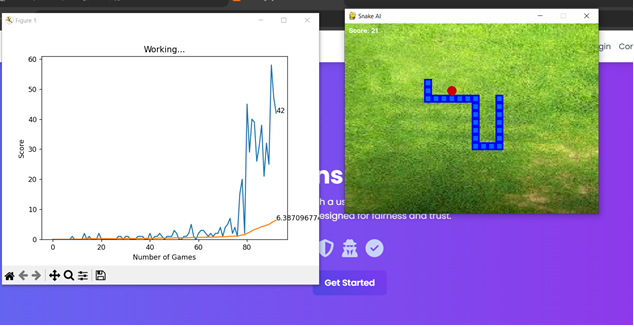 Figure 1
Working...
Score
60
50
40
30
20
10
0
42
6.387096774
0
20
40
60
80
Number of Games
Snake AI
Score: 21
gin
Con
ns
h a us
esigned for fairness and trust.
Get Started